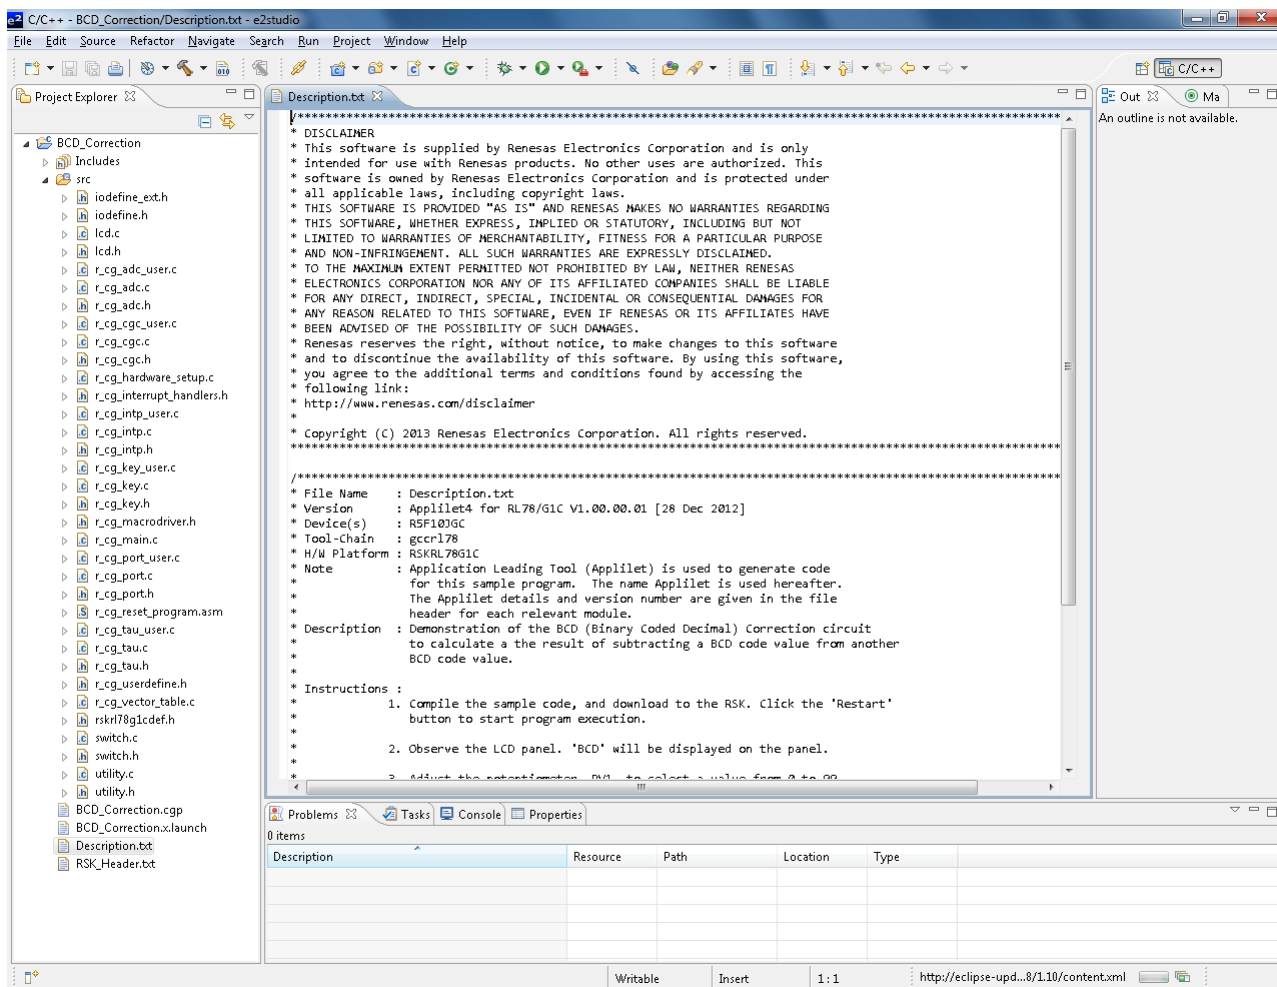 C/C++ - BCD_Correction/Description.txt - e2studio
File Edit Source Refactor Navigate Search Run Project Window Help
C/C++
Project Explorer
BCD_Correction
Includes
src
iodefine_ext.h
iodefine.h
lcd.c
lcd.h
r_cg_adc_user.c
r_cg_adc.c
r_cg_adc.h
r_cg_cgc_user.c
r_cg_cgc.c
r_cg_cgc.h
r_cg_hardware_setup.c
r_cg_interrupt_handlers.h
r_cg_intp_user.c
r_cg_intp.c
r_cg_intp.h
r_cg_key_user.c
r_cg_key.c
r_cg_key.h
r_cg_macrodriver.h
r_cg_main.c
r_cg_port_user.c
r_cg_port.c
r_cg_port.h
r_cg_reset_program.asm
r_cg_tau_user.c
r_cg_tau.c
r_cg_tau.h
r_cg_userdefine.h
r_cg_vector_table.c
rskrl78g1cdef.h
switch.c
switch.h
utility.c
utility.h
BCD_Correction.cgp
BCD_Correction.x.launch
Description.txt
RSK_Header.txt
Description.txt
* DISCLAIMER
* This software is supplied by Renesas Electronics Corporation and is only
* intended for use with Renesas products. No other uses are authorized. This
* software is owned by Renesas Electronics Corporation and is protected under
* all applicable laws, including copyright laws.
* THIS SOFTWARE IS PROVIDED "AS IS" AND RENESAS MAKES NO WARRANTIES REGARDING
* THIS SOFTWARE, WHETHER EXPRESS, IMPLIED OR STATUTORY, INCLUDING BUT NOT
* LIMITED TO WARRANTIES OF MERCHANTABILITY, FITNESS FOR A PARTICULAR PURPOSE
* AND NON-INFRINGEMENT. ALL SUCH WARRANTIES ARE EXPRESSLY DISCLAIMED.
* TO THE MAXIMUM EXTENT PERMITTED NOT PROHIBITED BY LAW, NEITHER RENESAS
* ELECTRONICS CORPORATION NOR ANY OF ITS AFFILIATED COMPANIES SHALL BE LIABLE
* FOR ANY DIRECT, INDIRECT, SPECIAL, INCIDENTAL OR CONSEQUENTIAL DAMAGES FOR
* ANY REASON RELATED TO THIS SOFTWARE, EVEN IF RENESAS OR ITS AFFILIATES HAVE
* BEEN ADVISED OF THE POSSIBILITY OF SUCH DAMAGES.
* Renesas reserves the right, without notice, to make changes to this software
* and to discontinue the availability of this software. By using this software,
* you agree to the additional terms and conditions found by accessing the
* following link:
* http://www.renesas.com/disclaimer
*
* Copyright (C) 2013 Renesas Electronics Corporation. All rights reserved.
* File Name : Description.txt
* Version : Applilet4 for RL78/G1C V1.00.00.01 [28 Dec 2012]
* Device(s) : R5F10JGC
* Tool-Chain : gccrl78
* H/W Platform : RSKRL78G1C
* Note : Application Leading Tool (Applilet) is used to generate code
* for this sample program. The name Applilet is used hereafter.
* The Applilet details and version number are given in the file
* header for each relevant module.
* Description : Demonstration of the BCD (Binary Coded Decimal) Correction circuit
* to calculate a the result of subtracting a BCD code value from another
* BCD code value.
*
* Instructions :
* 1. Compile the sample code, and download to the RSK. Click the 'Restart'
* button to start program execution.
*
* 2. Observe the LCD panel. 'BCD' will be displayed on the panel.
*
* 3. Adjust the potentiometer, RV1, to select a value from 0 to 99
Out Ma
An outline is not available.
Problems Tasks Console Properties
0 items
Description Resource Path Location Type
Writable Insert 1:1 http://eclipse-upd...8/1.10/content.xml